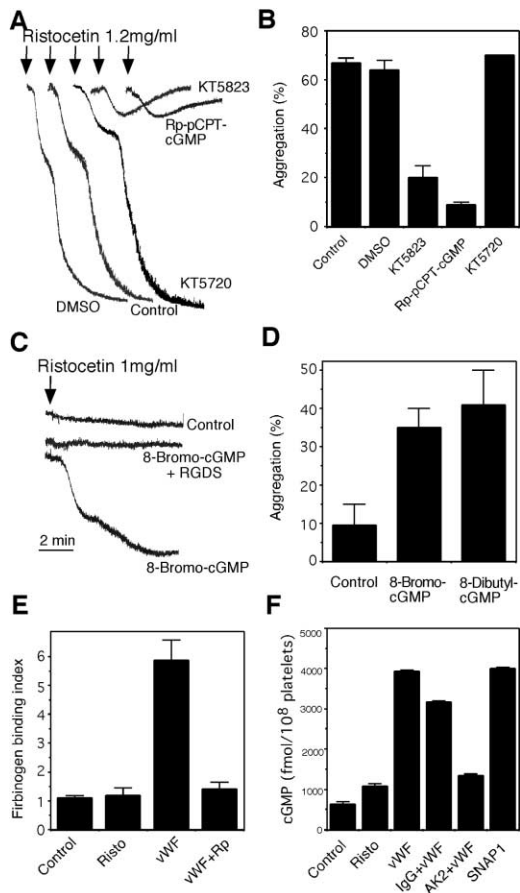 A
Ristocetin 1.2mg/ml
KT5823
Rp-pCPT-
cGMP
KT5720
DMSO
Control
B
Aggregation (%)
80
60
40
20
0
Control
DMSO
KT5823
Rp-pCPT-cGMP
KT5720
C
Ristocetin 1mg/ml
Control
8-Bromo-cGMP
+ RGDS
2 min
8-Bromo-cGMP
D
Aggregation (%)
50
40
30
20
10
0
Control
8-Bromo-
cGMP
8-Dibutyl-
cGMP
E
Firbinogen binding index
6
5
4
3
2
1
0
Control
Risto
vWF
vWF+Rp
F
cGMP (fmol/10⁸ platelets)
5000
4000
3000
2000
1000
0
Control
Risto
vWF
IgG+vWF
AK2+vWF
SNAP1